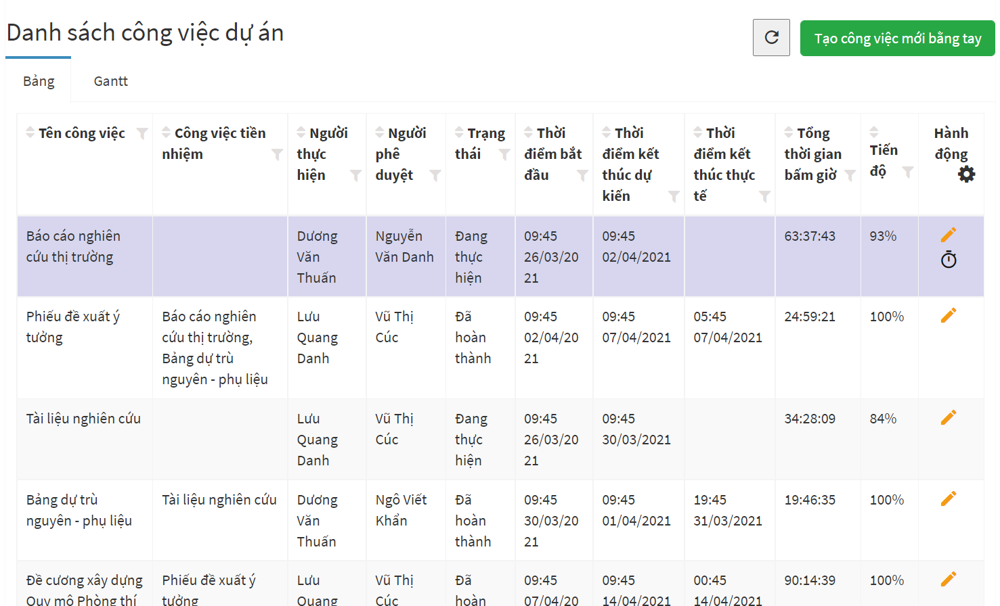 Danh sách công việc dự án
Tạo công việc mới bằng tay
Bảng
Gantt
Tên công việc
Công việc tiền
nhiệm
Người
thực
hiện
Người
phê
duyệt
Trạng
thái
Thời
điểm bắt
đầu
Thời
điểm kết
thúc dự
kiến
Thời
điểm kết
thúc thực
tế
Tổng
thời gian
bấm giờ
Tiến
độ
Hành
động
Báo cáo nghiên
cứu thị trường
Dương
Văn
Thuấn
Nguyễn
Văn Danh
Đang
thực
hiện
09:45
26/03/20
21
09:45
02/04/2021
63:37:43
93%
Phiếu đề xuất ý
tưởng
Báo cáo nghiên
cứu thị trường,
Bảng dự trù
nguyên - phụ liệu
Lưu
Quang
Danh
Vũ Thị
Cúc
Đã
hoàn
thành
09:45
02/04/20
21
09:45
07/04/2021
05:45
07/04/2021
24:59:21
100%
Tài liệu nghiên cứu
Lưu
Quang
Danh
Vũ Thị
Cúc
Đang
thực
hiện
09:45
26/03/20
21
09:45
30/03/2021
34:28:09
84%
Bảng dự trù
nguyên - phụ liệu
Tài liệu nghiên cứu
Dương
Văn
Thuấn
Ngô Viết
Khẩn
Đã
hoàn
thành
09:45
30/03/20
21
09:45
01/04/2021
19:45
31/03/2021
19:46:35
100%
Đề cương xây dựng
Quy mô Phòng thí
Phiếu đề xuất ý
tưởng
Lưu
Quang
Vũ Thị
Cúc
Đã
hoàn
09:45
07/04/20
09:45
14/04/2021
00:45
14/04/2021
90:14:39
100%